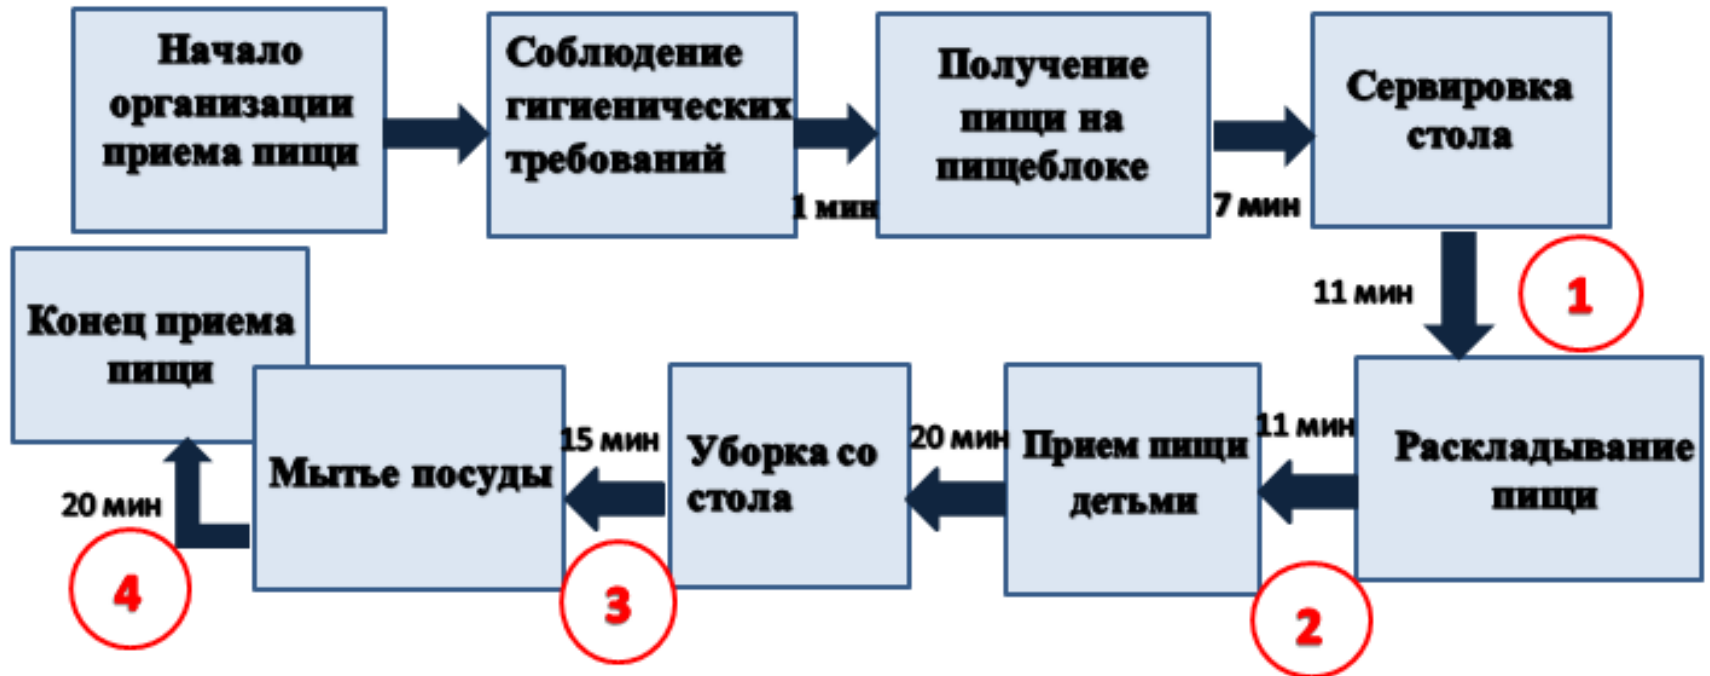 Начало
организации
приема пищи
Соблюдение
гигиенических
требований
1 мин
Получение
пищи на
пищеблоке
7 мин
Сервировка
стола
11 мин
1
Раскладывание
пищи
11 мин
2
Прием пищи
детьми
20 мин
Уборка со
стола
15 мин
3
Мытье посуды
20 мин
4
Конец приема
пищи